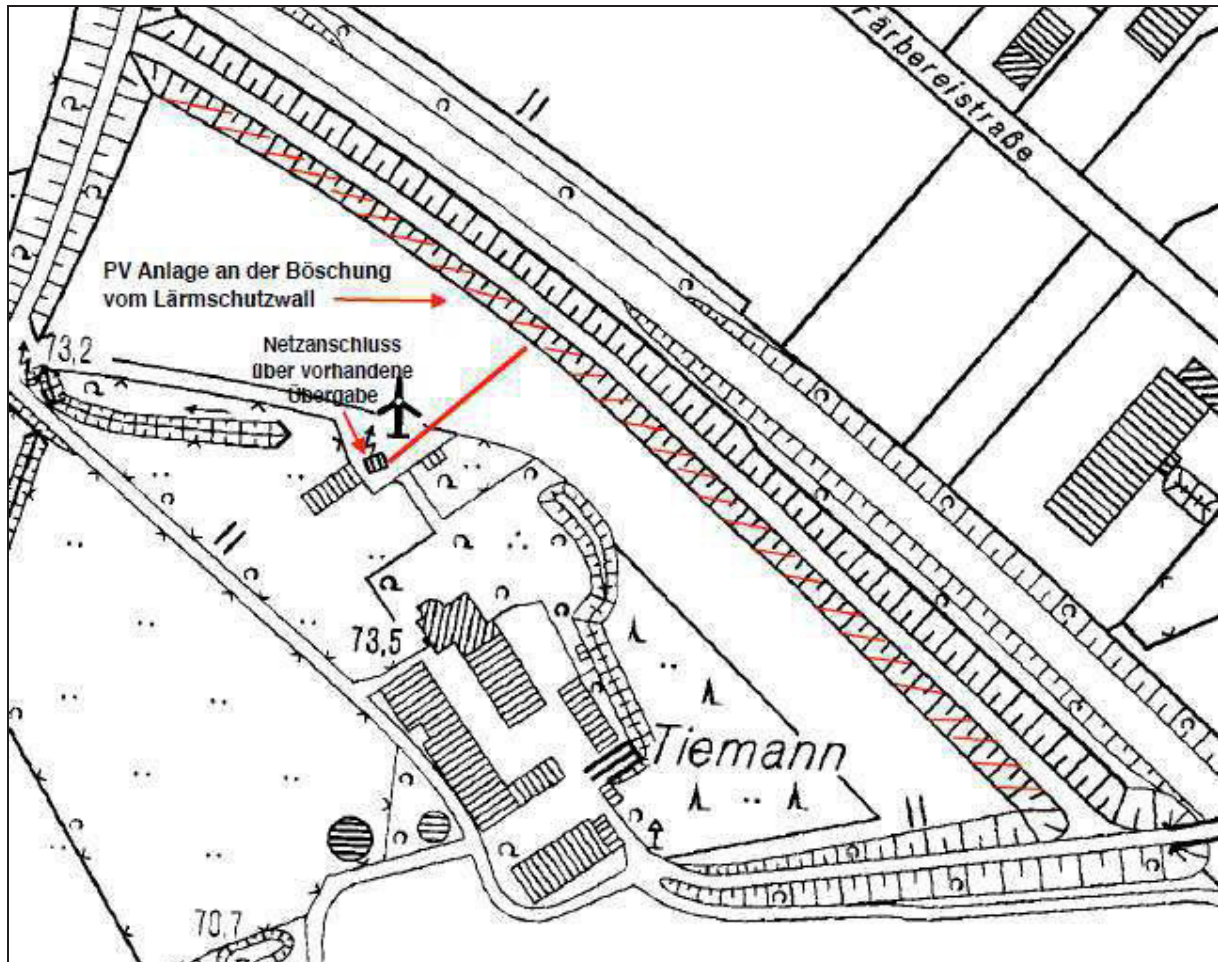 Färbereistraße
PV Anlage an der Böschung
vom Lärmschutzwall
73,2
Netzanschluss
über vorhandene
Übergabe
73,5
Tiemann
70,7